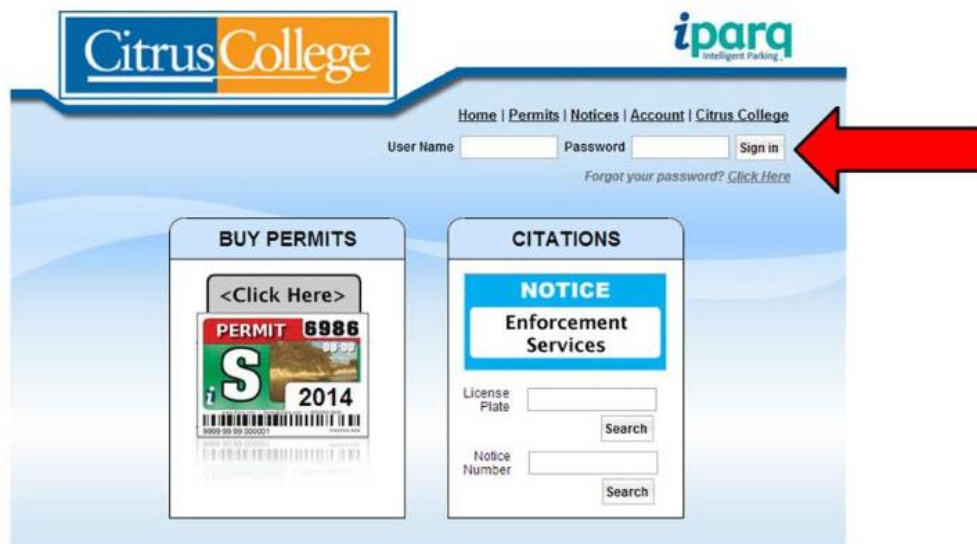 Citrus College
iparq
Intelligent Parking
Home | Permits | Notices | Account | Citrus College
User Name Password Sign in
Forgot your password? Click Here
BUY PERMITS
<Click Here>
PERMIT 6986
S
i 2014
CITATIONS
NOTICE
Enforcement
Services
License
Plate
Search
Notice
Number
Search